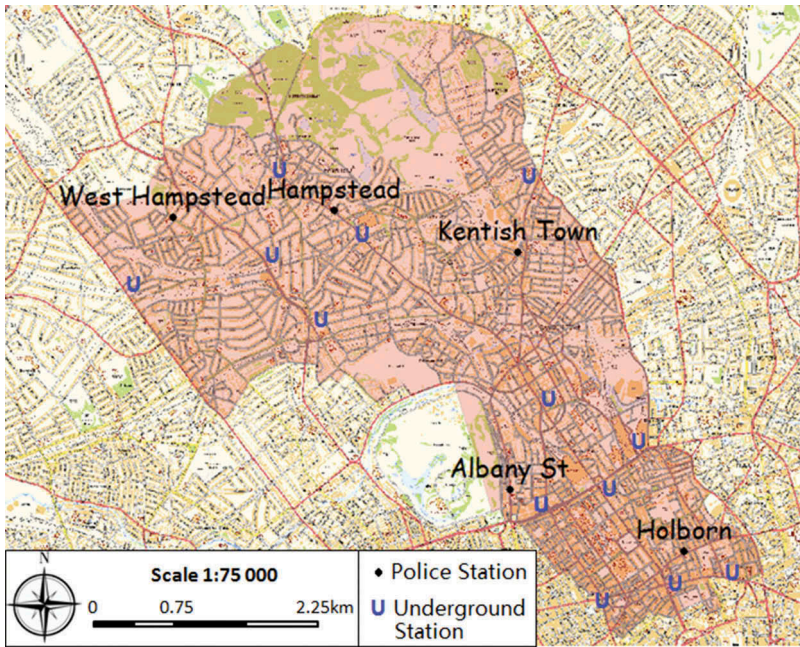 West Hampstead
Hampstead
Kentish Town
U
U
U
U
U
U
U
U
Albany St
U
U
Holborn
U
U
U
N
Scale 1:75 000
0 0.75 2.25km
Police Station
U Underground
Station